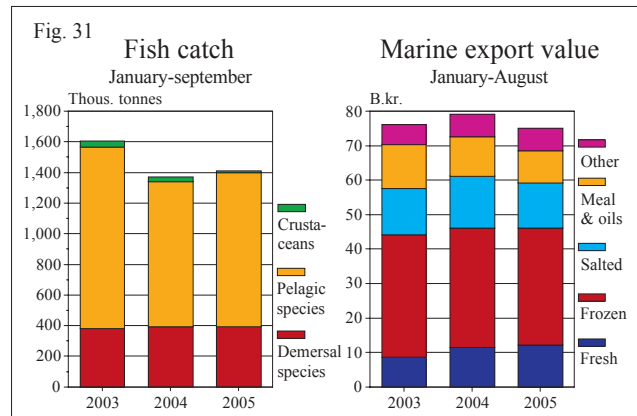 Fig. 31
Fish catch
January-september
Thous. tonnes
1,800
1,600
1,400
1,200
1,000
800
600
400
200
0
2003
2004
2005
Crusta-
ceans
Pelagic
species
Demersal
species
Marine export value
January-August
B.kr.
80
70
60
50
40
30
20
10
0
2003
2004
2005
Other
Meal
& oils
Salted
Frozen
Fresh